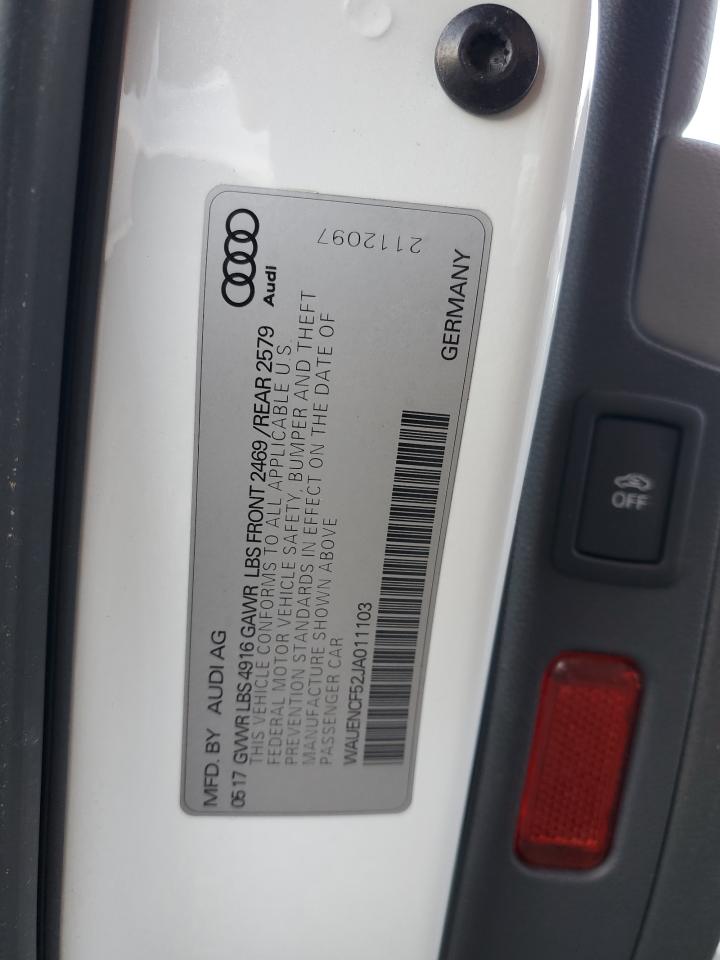 MFD. BY AUDI AG
05 17 GVWR LBS 4916 GAWR LBS FRONT 2469 /REAR 2579
THIS VEHICLE CONFORMS TO ALL APPLICABLE U.S.
FEDERAL MOTOR VEHICLE SAFETY, BUMPER AND THEFT
PREVENTION STANDARDS IN EFFECT ON THE DATE OF
MANUFACTURE SHOWN ABOVE
PASSENGER CAR
WAUENCF52JA011103
Audi
2112097
GERMANY
OFF